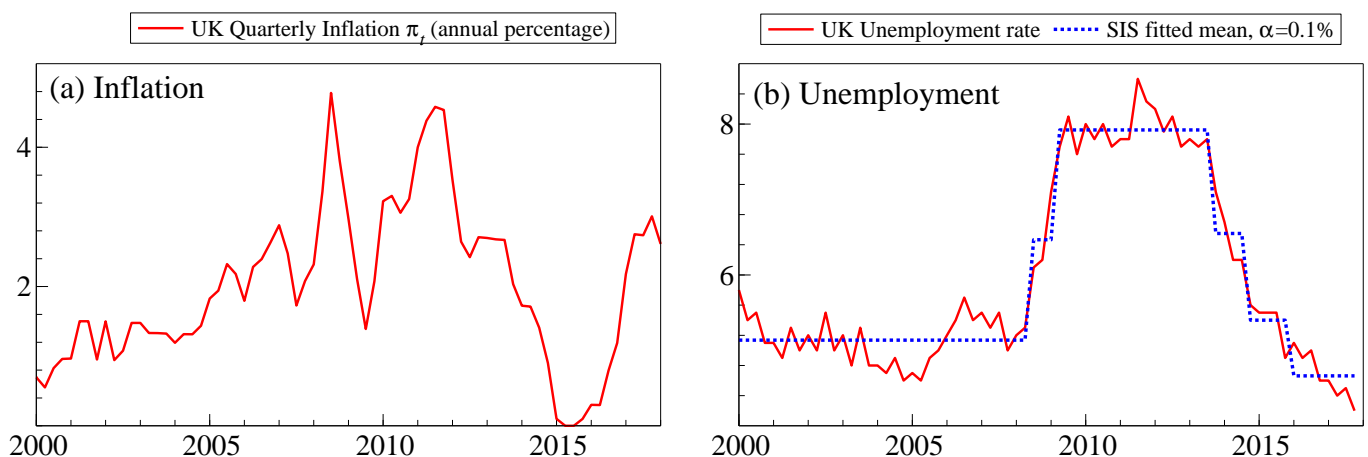 UK Quarterly Inflation πt (annual percentage)
(a) Inflation
4
2
2000 2005 2010 2015
UK Unemployment rate SIS fitted mean, α=0.1%
(b) Unemployment
8
6
2000 2005 2010 2015